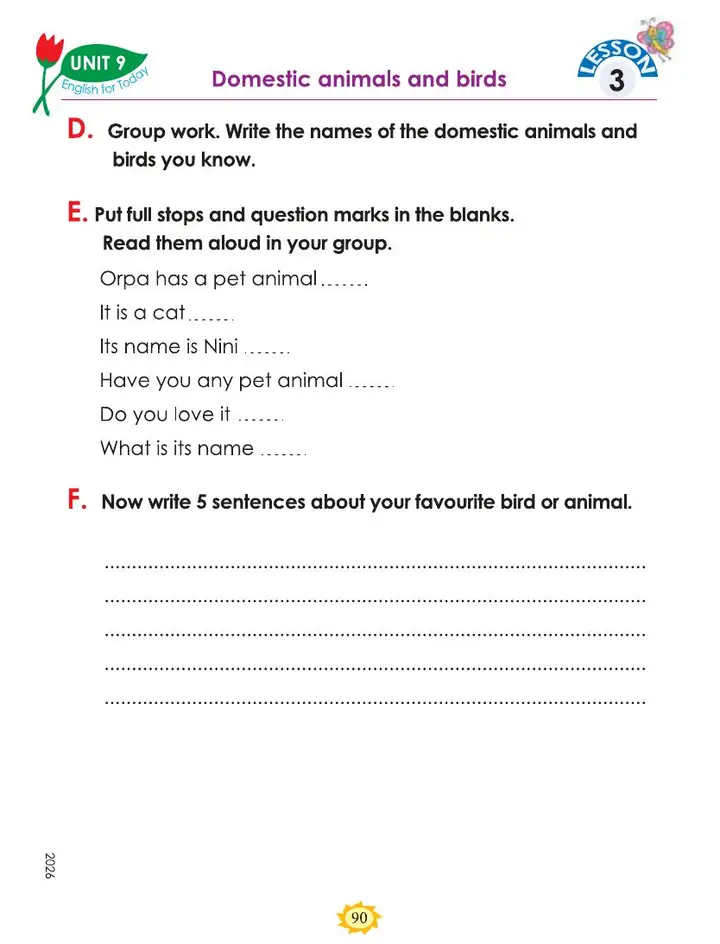 UNIT 9
English for Today
Domestic animals and birds
LESSON
3
D. Group work. Write the names of the domestic animals and
birds you know.
E. Put full stops and question marks in the blanks.
Read them aloud in your group.
Orpa has a pet animal.......
It is a cat.......
Its name is Nini .......
Have you any pet animal .......
Do you love it .......
What is its name .......
F. Now write 5 sentences about your favourite bird or animal.
....................................................................................................
....................................................................................................
....................................................................................................
....................................................................................................
....................................................................................................
2026
90